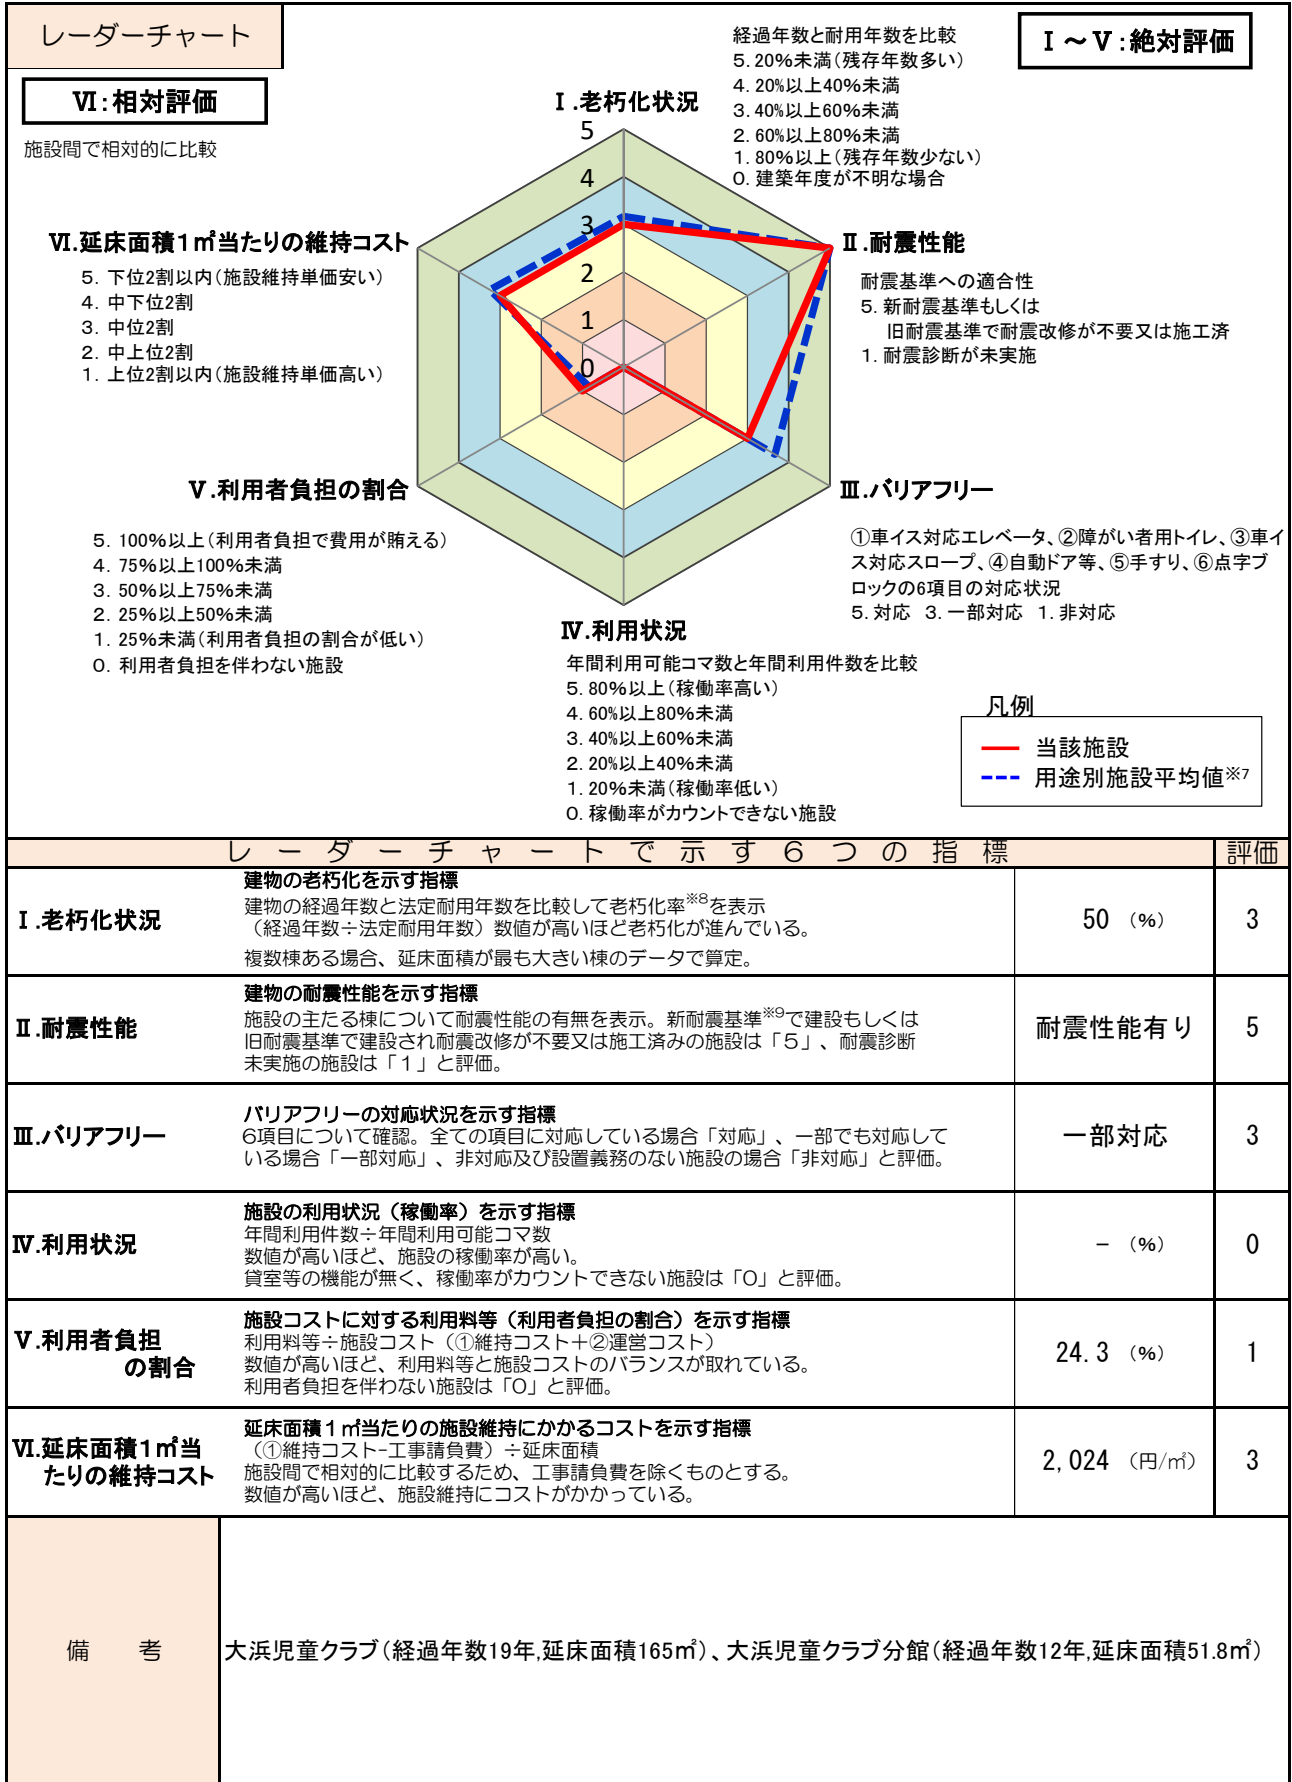 レーダーチャート
Ⅵ:相対評価
施設間で相対的に比較
Ⅰ～Ⅴ:絶対評価
経過年数と耐用年数を比較
5. 20%未満(残存年数多い)
4. 20%以上40%未満
3. 40%以上60%未満
2. 60%以上80%未満
1. 80%以上(残存年数少ない)
0. 建築年度が不明な場合
Ⅰ.老朽化状況
5
4
3
2
1
0
Ⅱ.耐震性能
耐震基準への適合性
5. 新耐震基準もしくは
旧耐震基準で耐震改修が不要又は施工済
1. 耐震診断が未実施
Ⅵ.延床面積1㎡当たりの維持コスト
5. 下位2割以内(施設維持単価安い)
4. 中下位2割
3. 中位2割
2. 中上位2割
1. 上位2割以内(施設維持単価高い)
Ⅴ.利用者負担の割合
5. 100%以上(利用者負担で費用が賄える)
4. 75%以上100%未満
3. 50%以上75%未満
2. 25%以上50%未満
1. 25%未満(利用者負担の割合が低い)
0. 利用者負担を伴わない施設
Ⅲ.バリアフリー
①車イス対応エレベータ、②障がい者用トイレ、③車イ
ス対応スロープ、④自動ドア等、⑤手すり、⑥点字ブ
ロックの6項目の対応状況
5. 対応 3. 一部対応 1. 非対応
Ⅳ.利用状況
年間利用可能コマ数と年間利用件数を比較
5. 80%以上(稼働率高い)
4. 60%以上80%未満
3. 40%以上60%未満
2. 20%以上40%未満
1. 20%未満(稼働率低い)
0. 稼働率がカウントできない施設
凡例
当該施設
用途別施設平均値※7
レーダーチャートで示す6つの指標 評価
Ⅰ.老朽化状況
建物の老朽化を示す指標
建物の経過年数と法定耐用年数を比較して老朽化率※8を表示
（経過年数÷法定耐用年数）数値が高いほど老朽化が進んでいる。
複数棟ある場合、延床面積が最も大きい棟のデータで算定。
50 (%) 3
Ⅱ.耐震性能
建物の耐震性能を示す指標
施設の主たる棟について耐震性能の有無を表示。新耐震基準※9で建設もしくは
旧耐震基準で建設され耐震改修が不要又は施工済みの施設は「5」、耐震診断
未実施の施設は「1」と評価。
耐震性能有り 5
Ⅲ.バリアフリー
バリアフリーの対応状況を示す指標
6項目について確認。全ての項目に対応している場合「対応」、一部でも対応して
いる場合「一部対応」、非対応及び設置義務のない施設の場合「非対応」と評価。
一部対応 3
Ⅳ.利用状況
施設の利用状況（稼働率）を示す指標
年間利用件数÷年間利用可能コマ数
数値が高いほど、施設の稼働率が高い。
貸室等の機能が無く、稼働率がカウントできない施設は「0」と評価。
－ (%) 0
Ⅴ.利用者負担
の割合
施設コストに対する利用料等（利用者負担の割合）を示す指標
利用料等÷施設コスト（①維持コスト＋②運営コスト）
数値が高いほど、利用料等と施設コストのバランスが取れている。
利用者負担を伴わない施設は「0」と評価。
24.3 (%) 1
Ⅵ.延床面積1㎡当
たりの維持コスト
延床面積１㎡当たりの施設維持にかかるコストを示す指標
（①維持コスト-工事請負費）÷延床面積
施設間で相対的に比較するため、工事請負費を除くものとする。
数値が高いほど、施設維持にコストがかかっている。
2,024 (円/㎡) 3
備 考
大浜児童クラブ(経過年数19年,延床面積165㎡)、大浜児童クラブ分館(経過年数12年,延床面積51.8㎡)